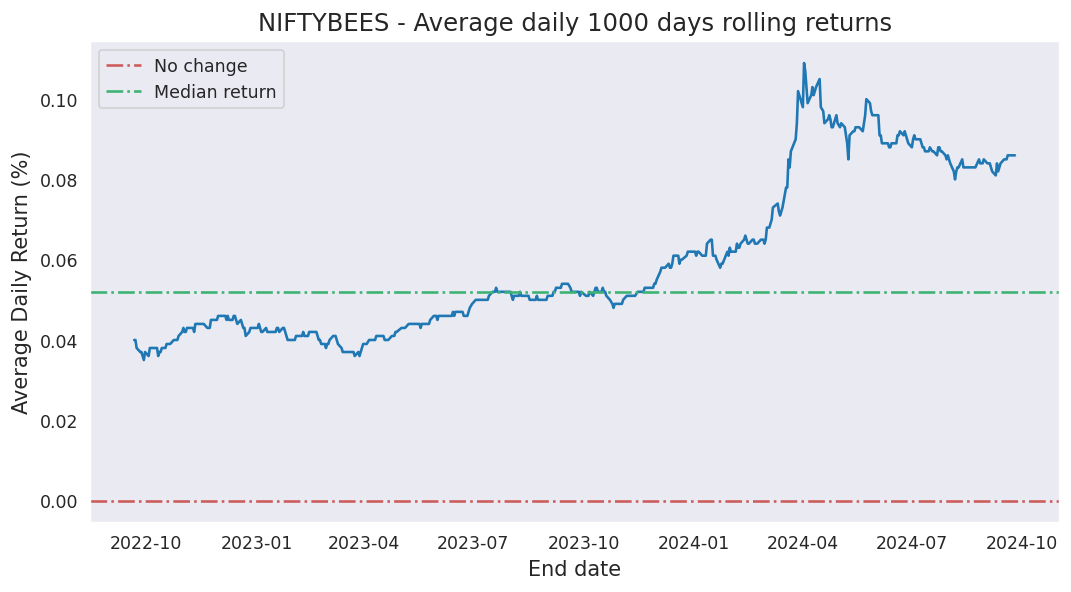 NIFTYBEES - Average daily 1000 days rolling returns
No change
Median return
Average Daily Return (%)
0.10
0.08
0.06
0.04
0.02
0.00
2022-10 2023-01 2023-04 2023-07 2023-10 2024-01 2024-04 2024-07 2024-10
End date